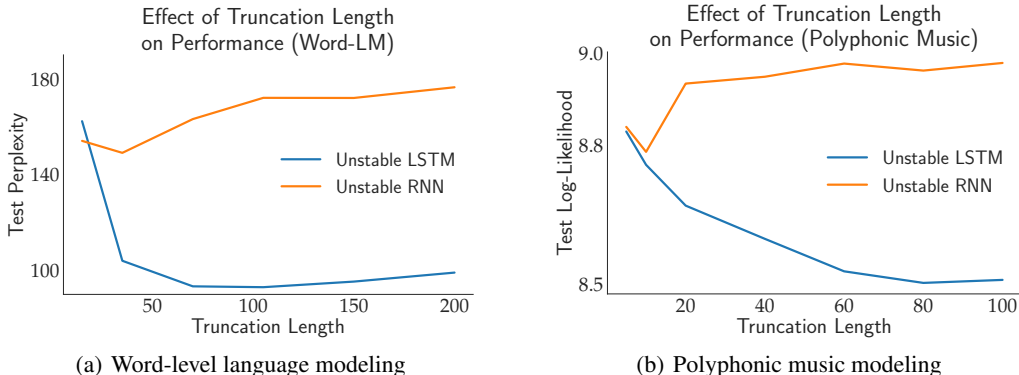 Effect of Truncation Length
on Performance (Word-LM)
Test Perplexity
180
140
100
Unstable LSTM
Unstable RNN
50
100
150
200
Truncation Length
(a) Word-level language modeling
Effect of Truncation Length
on Performance (Polyphonic Music)
Test Log-Likelihood
9.0
8.8
8.5
Unstable LSTM
Unstable RNN
20
40
60
80
100
Truncation Length
(b) Polyphonic music modeling